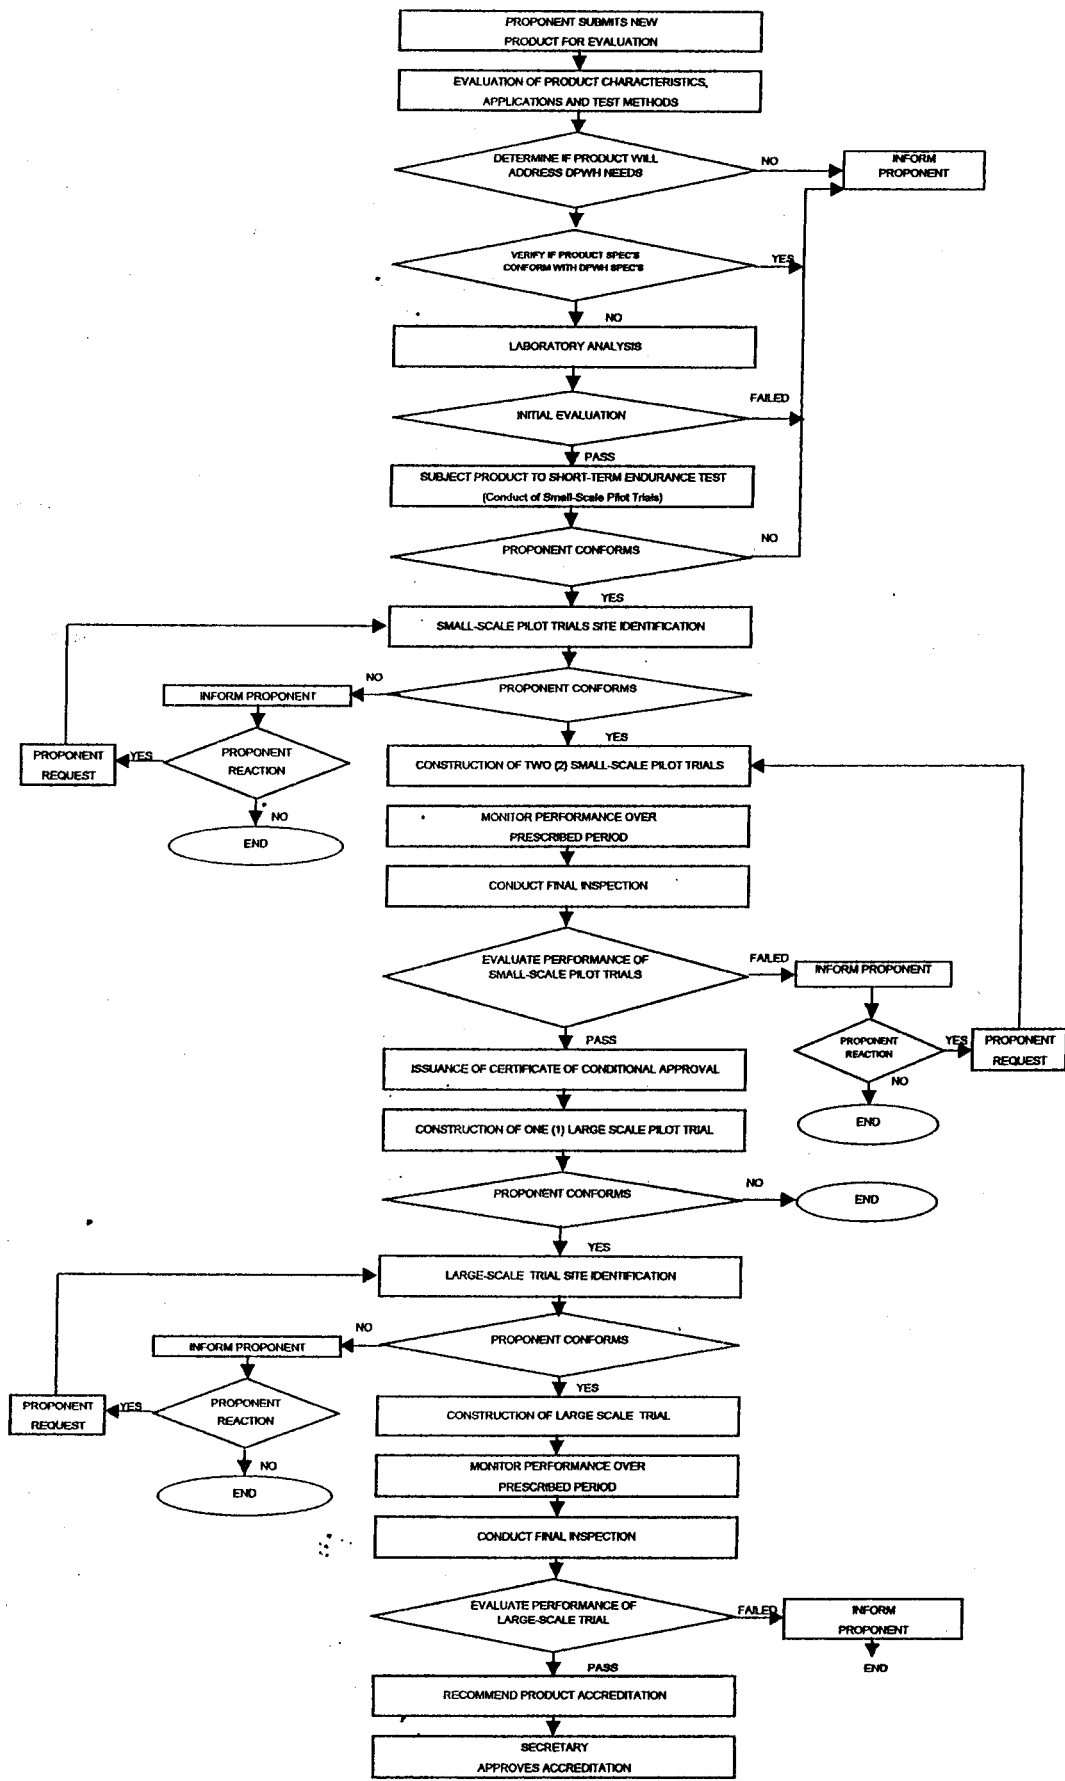 PROPONENT SUBMITS NEW
PRODUCT FOR EVALUATION
EVALUATION OF PRODUCT CHARACTERISTICS,
APPLICATIONS AND TEST METHODS
DETERMINE IF PRODUCT WILL
ADDRESS DPWH NEEDS
NO
INFORM
PROPONENT
VERIFY IF PRODUCT SPEC'S
CONFORM WITH DPWH SPEC'S
YES
NO
LABORATORY ANALYSIS
INITIAL EVALUATION
FAILED
PASS
SUBJECT PRODUCT TO SHORT-TERM ENDURANCE TEST
(Conduct of Small-Scale Pilot Trials)
PROPONENT CONFORMS
NO
YES
SMALL-SCALE PILOT TRIALS SITE IDENTIFICATION
PROPONENT CONFORMS
NO
INFORM PROPONENT
PROPONENT
REACTION
YES
PROPONENT
REQUEST
NO
END
YES
CONSTRUCTION OF TWO (2) SMALL-SCALE PILOT TRIALS
MONITOR PERFORMANCE OVER
PRESCRIBED PERIOD
CONDUCT FINAL INSPECTION
EVALUATE PERFORMANCE OF
SMALL-SCALE PILOT TRIALS
FAILED
INFORM PROPONENT
PROPONENT
REACTION
YES
PROPONENT
REQUEST
NO
END
PASS
ISSUANCE OF CERTIFICATE OF CONDITIONAL APPROVAL
CONSTRUCTION OF ONE (1) LARGE SCALE PILOT TRIAL
PROPONENT CONFORMS
NO
END
YES
LARGE-SCALE TRIAL SITE IDENTIFICATION
PROPONENT CONFORMS
NO
INFORM PROPONENT
PROPONENT
REACTION
YES
PROPONENT
REQUEST
NO
END
YES
CONSTRUCTION OF LARGE SCALE TRIAL
MONITOR PERFORMANCE OVER
PRESCRIBED PERIOD
CONDUCT FINAL INSPECTION
EVALUATE PERFORMANCE OF
LARGE-SCALE TRIAL
FAILED
INFORM
PROPONENT
END
PASS
RECOMMEND PRODUCT ACCREDITATION
SECRETARY
APPROVES ACCREDITATION